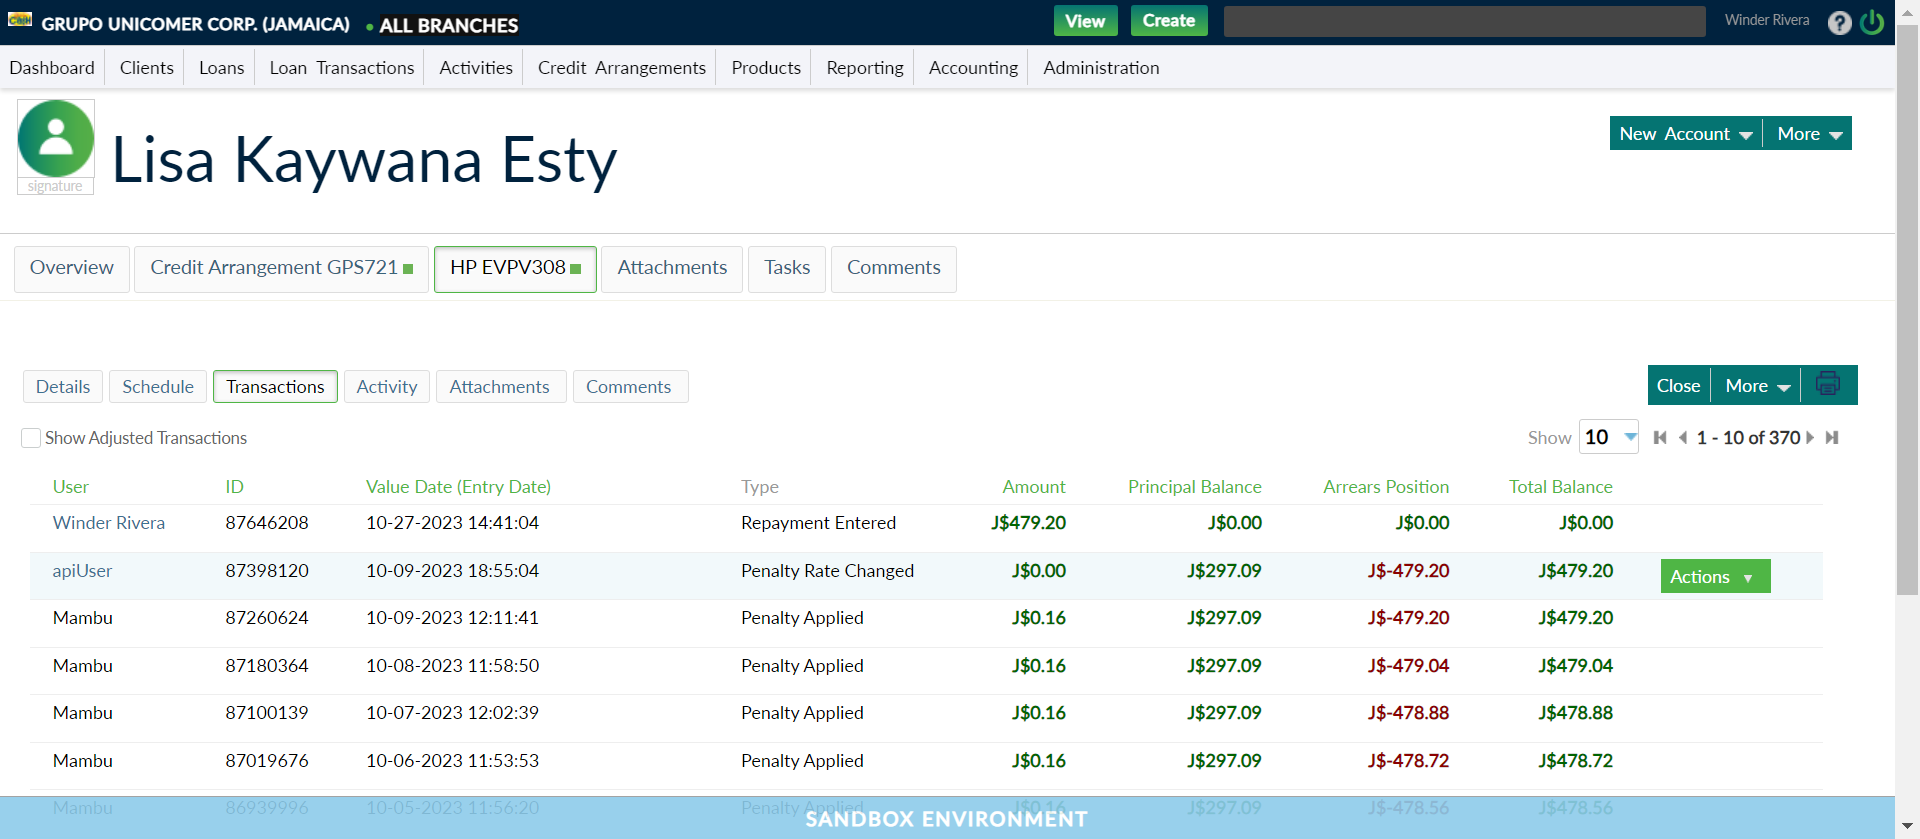 GRUPO UNICOMER CORP. (JAMAICA) ALL BRANCHES View Create Winder Rivera ?
Dashboard Clients Loans Loan Transactions Activities Credit Arrangements Products Reporting Accounting Administration
signature
Lisa Kaywana Esty
New Account More
Overview Credit Arrangement GPS721 HP EVPV308 Attachments Tasks Comments
Details Schedule Transactions Activity Attachments Comments Close More
Show Adjusted Transactions Show 10 1 - 10 of 370
User ID Value Date (Entry Date) Type Amount Principal Balance Arrears Position Total Balance
Winder Rivera 87646208 10-27-2023 14:41:04 Repayment Entered J$479.20 J$0.00 J$0.00 J$0.00
apiUser 87398120 10-09-2023 18:55:04 Penalty Rate Changed J$0.00 J$297.09 J$-479.20 J$479.20 Actions
Mambu 87260624 10-09-2023 12:11:41 Penalty Applied J$0.16 J$297.09 J$-479.20 J$479.20
Mambu 87180364 10-08-2023 11:58:50 Penalty Applied J$0.16 J$297.09 J$-479.04 J$479.04
Mambu 87100139 10-07-2023 12:02:39 Penalty Applied J$0.16 J$297.09 J$-478.88 J$478.88
Mambu 87019676 10-06-2023 11:53:53 Penalty Applied J$0.16 J$297.09 J$-478.72 J$478.72
Mambu 86939996 10-05-2023 11:56:20 Penalty Applied J$0.16 J$297.09 J$-478.56 J$478.56
SANDBOX ENVIRONMENT